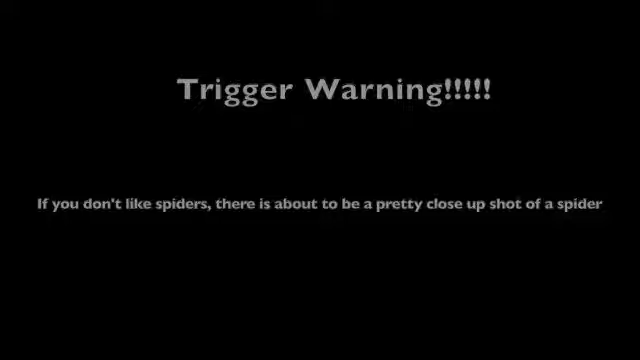 Trigger Warning!!!!!
If you don't like spiders, there is about to be a pretty close up shot of a spider